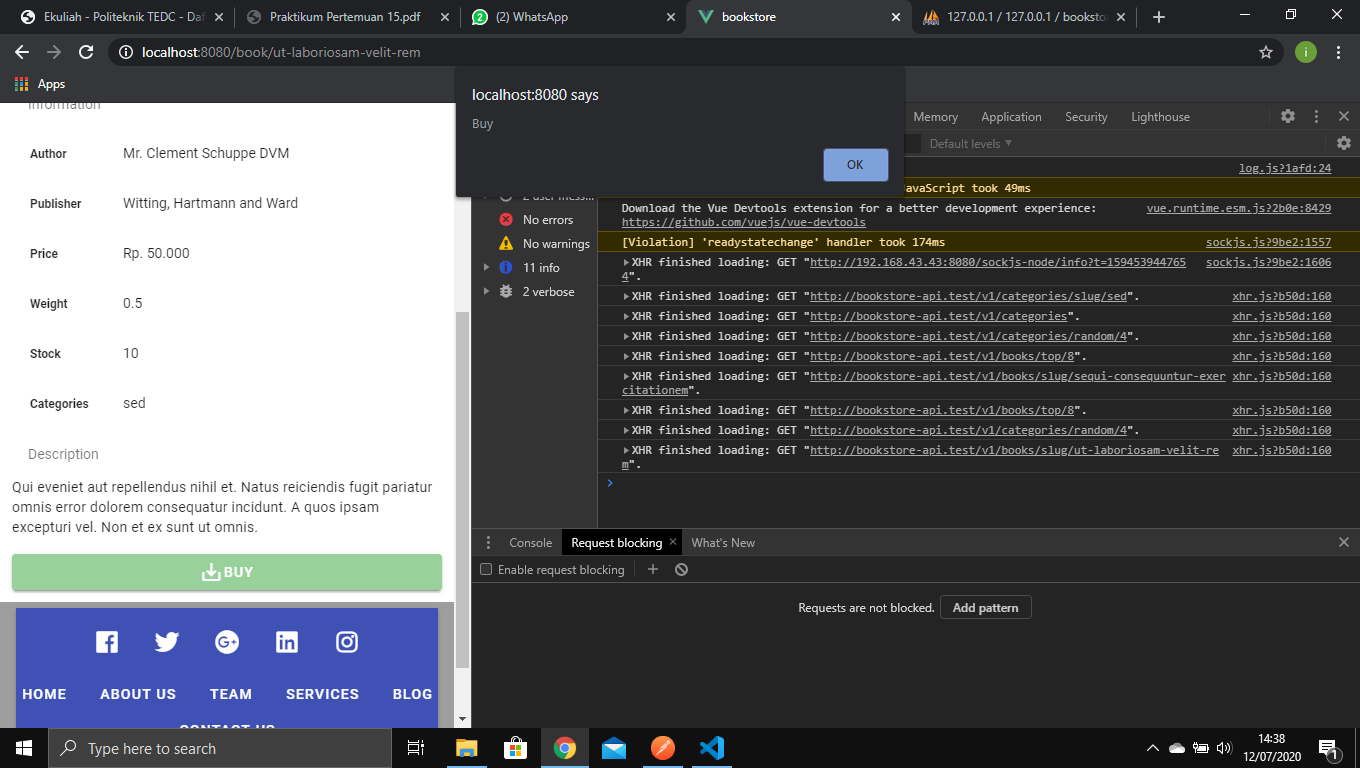 Ekuliah - Politeknik TEDC - Da
Praktikum Pertemuan 15.pdf
2
(2) WhatsApp
bookstore
127.0.0.1 / 127.0.0.1 / booksto
localhost:8080/book/ut-laboriosam-velit-rem
i
Apps
localhost:8080 says
Buy
OK
Information
Author Mr. Clement Schuppe DVM
Publisher Witting, Hartmann and Ward
Price Rp. 50.000
Weight 0.5
Stock 10
Categories sed
Description
Qui eveniet aut repellendus nihil et. Natus reiciendis fugit pariatur
omnis error dolorem consequatur incidunt. A quos ipsam
excepturi vel. Non et ex sunt ut omnis.
BUY
HOME ABOUT US TEAM SERVICES BLOG
CONTACT US
Memory Application Security Lighthouse
Default levels ▼
2 user mess...
No errors
No warnings
11 info
2 verbose
log.js?1afd:24
JavaScript took 49ms
Download the Vue Devtools extension for a better development experience: vue.runtime.esm.js?2b0e:8429
https://github.com/vuejs/vue-devtools
[Violation] 'readystatechange' handler took 174ms sockjs.js?9be2:1557
XHR finished loading: GET "http://192.168.43.43:8080/sockjs-node/info?t=159453944765 sockjs.js?9be2:1606
4".
XHR finished loading: GET "http://bookstore-api.test/v1/categories/slug/sed". xhr.js?b50d:160
XHR finished loading: GET "http://bookstore-api.test/v1/categories". xhr.js?b50d:160
XHR finished loading: GET "http://bookstore-api.test/v1/categories/random/4". xhr.js?b50d:160
XHR finished loading: GET "http://bookstore-api.test/v1/books/top/8". xhr.js?b50d:160
XHR finished loading: GET "http://bookstore-api.test/v1/books/slug/sequi-consequuntur-exer xhr.js?b50d:160
citationem".
XHR finished loading: GET "http://bookstore-api.test/v1/books/top/8". xhr.js?b50d:160
XHR finished loading: GET "http://bookstore-api.test/v1/categories/random/4". xhr.js?b50d:160
XHR finished loading: GET "http://bookstore-api.test/v1/books/slug/ut-laboriosam-velit-re xhr.js?b50d:160
m".
Console Request blocking What's New
Enable request blocking
Requests are not blocked. Add pattern
Type here to search
14:38
12/07/2020
1